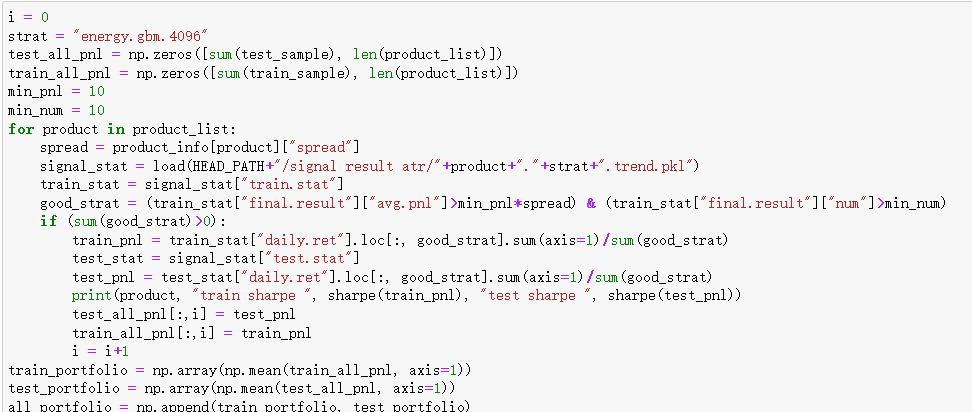 i = 0
strat = "energy.gbm.4096"
test_all_pnl = np.zeros([sum(test_sample), len(product_list)])
train_all_pnl = np.zeros([sum(train_sample), len(product_list)])
min_pnl = 10
min_num = 10
for product in product_list:
    spread = product_info[product]["spread"]
    signal_stat = load(HEAD_PATH+"/signal result atr/"+product+"."+strat+".trend.pkl")
    train_stat = signal_stat["train.stat"]
    good_strat = (train_stat["final.result"]["avg.pnl"]>min_pnl*spread) & (train_stat["final.result"]["num"]>min_num)
    if (sum(good_strat)>0):
        train_pnl = train_stat["daily.ret"].loc[:, good_strat].sum(axis=1)/sum(good_strat)
        test_stat = signal_stat["test.stat"]
        test_pnl = test_stat["daily.ret"].loc[:, good_strat].sum(axis=1)/sum(good_strat)
        print(product, "train sharpe ", sharpe(train_pnl), "test sharpe ", sharpe(test_pnl))
        test_all_pnl[:,i] = test_pnl
        train_all_pnl[:,i] = train_pnl
        i = i+1
train_portfolio = np.array(np.mean(train_all_pnl, axis=1))
test_portfolio = np.array(np.mean(test_all_pnl, axis=1))
all_portfolio = np.append(train_portfolio, test_portfolio)